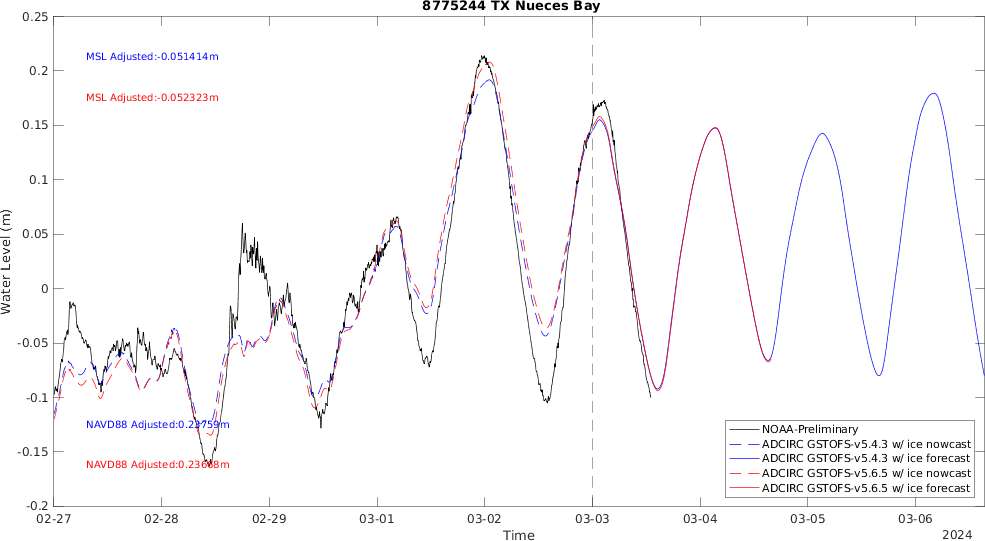 8775244 TX Nueces Bay
0.25
0.2
0.15
0.1
0.05
0
-0.05
-0.1
-0.15
-0.2
Water Level (m)
MSL Adjusted:-0.051414m
MSL Adjusted:-0.052323m
NAVD88 Adjusted:0.23759m
NAVD88 Adjusted:0.23668m
NOAA-Preliminary
ADCIRC GSTOFS-v5.4.3 w/ ice nowcast
ADCIRC GSTOFS-v5.4.3 w/ ice forecast
ADCIRC GSTOFS-v5.6.5 w/ ice nowcast
ADCIRC GSTOFS-v5.6.5 w/ ice forecast
02-27 02-28 02-29 03-01 03-02 03-03 03-04 03-05 03-06
Time
2024